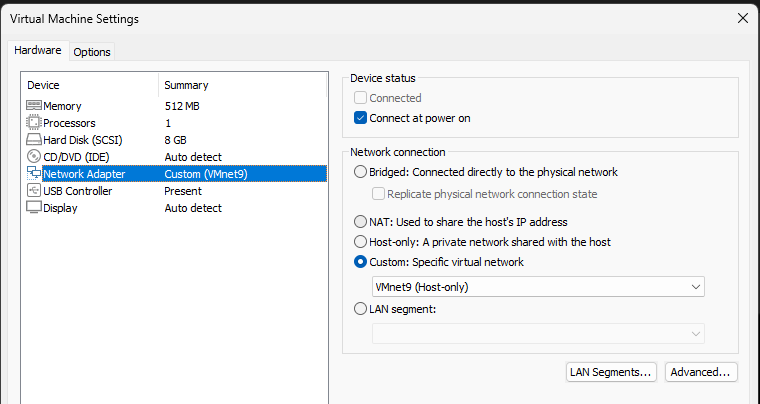 Virtual Machine Settings
Hardware Options
Device Summary
Memory 512 MB
Processors 1
Hard Disk (SCSI) 8 GB
CD/DVD (IDE) Auto detect
Network Adapter Custom (VMnet9)
USB Controller Present
Display Auto detect
Device status
Connected
Connect at power on
Network connection
Bridged: Connected directly to the physical network
Replicate physical network connection state
NAT: Used to share the host's IP address
Host-only: A private network shared with the host
Custom: Specific virtual network
VMnet9 (Host-only)
LAN segment:
LAN Segments... Advanced...